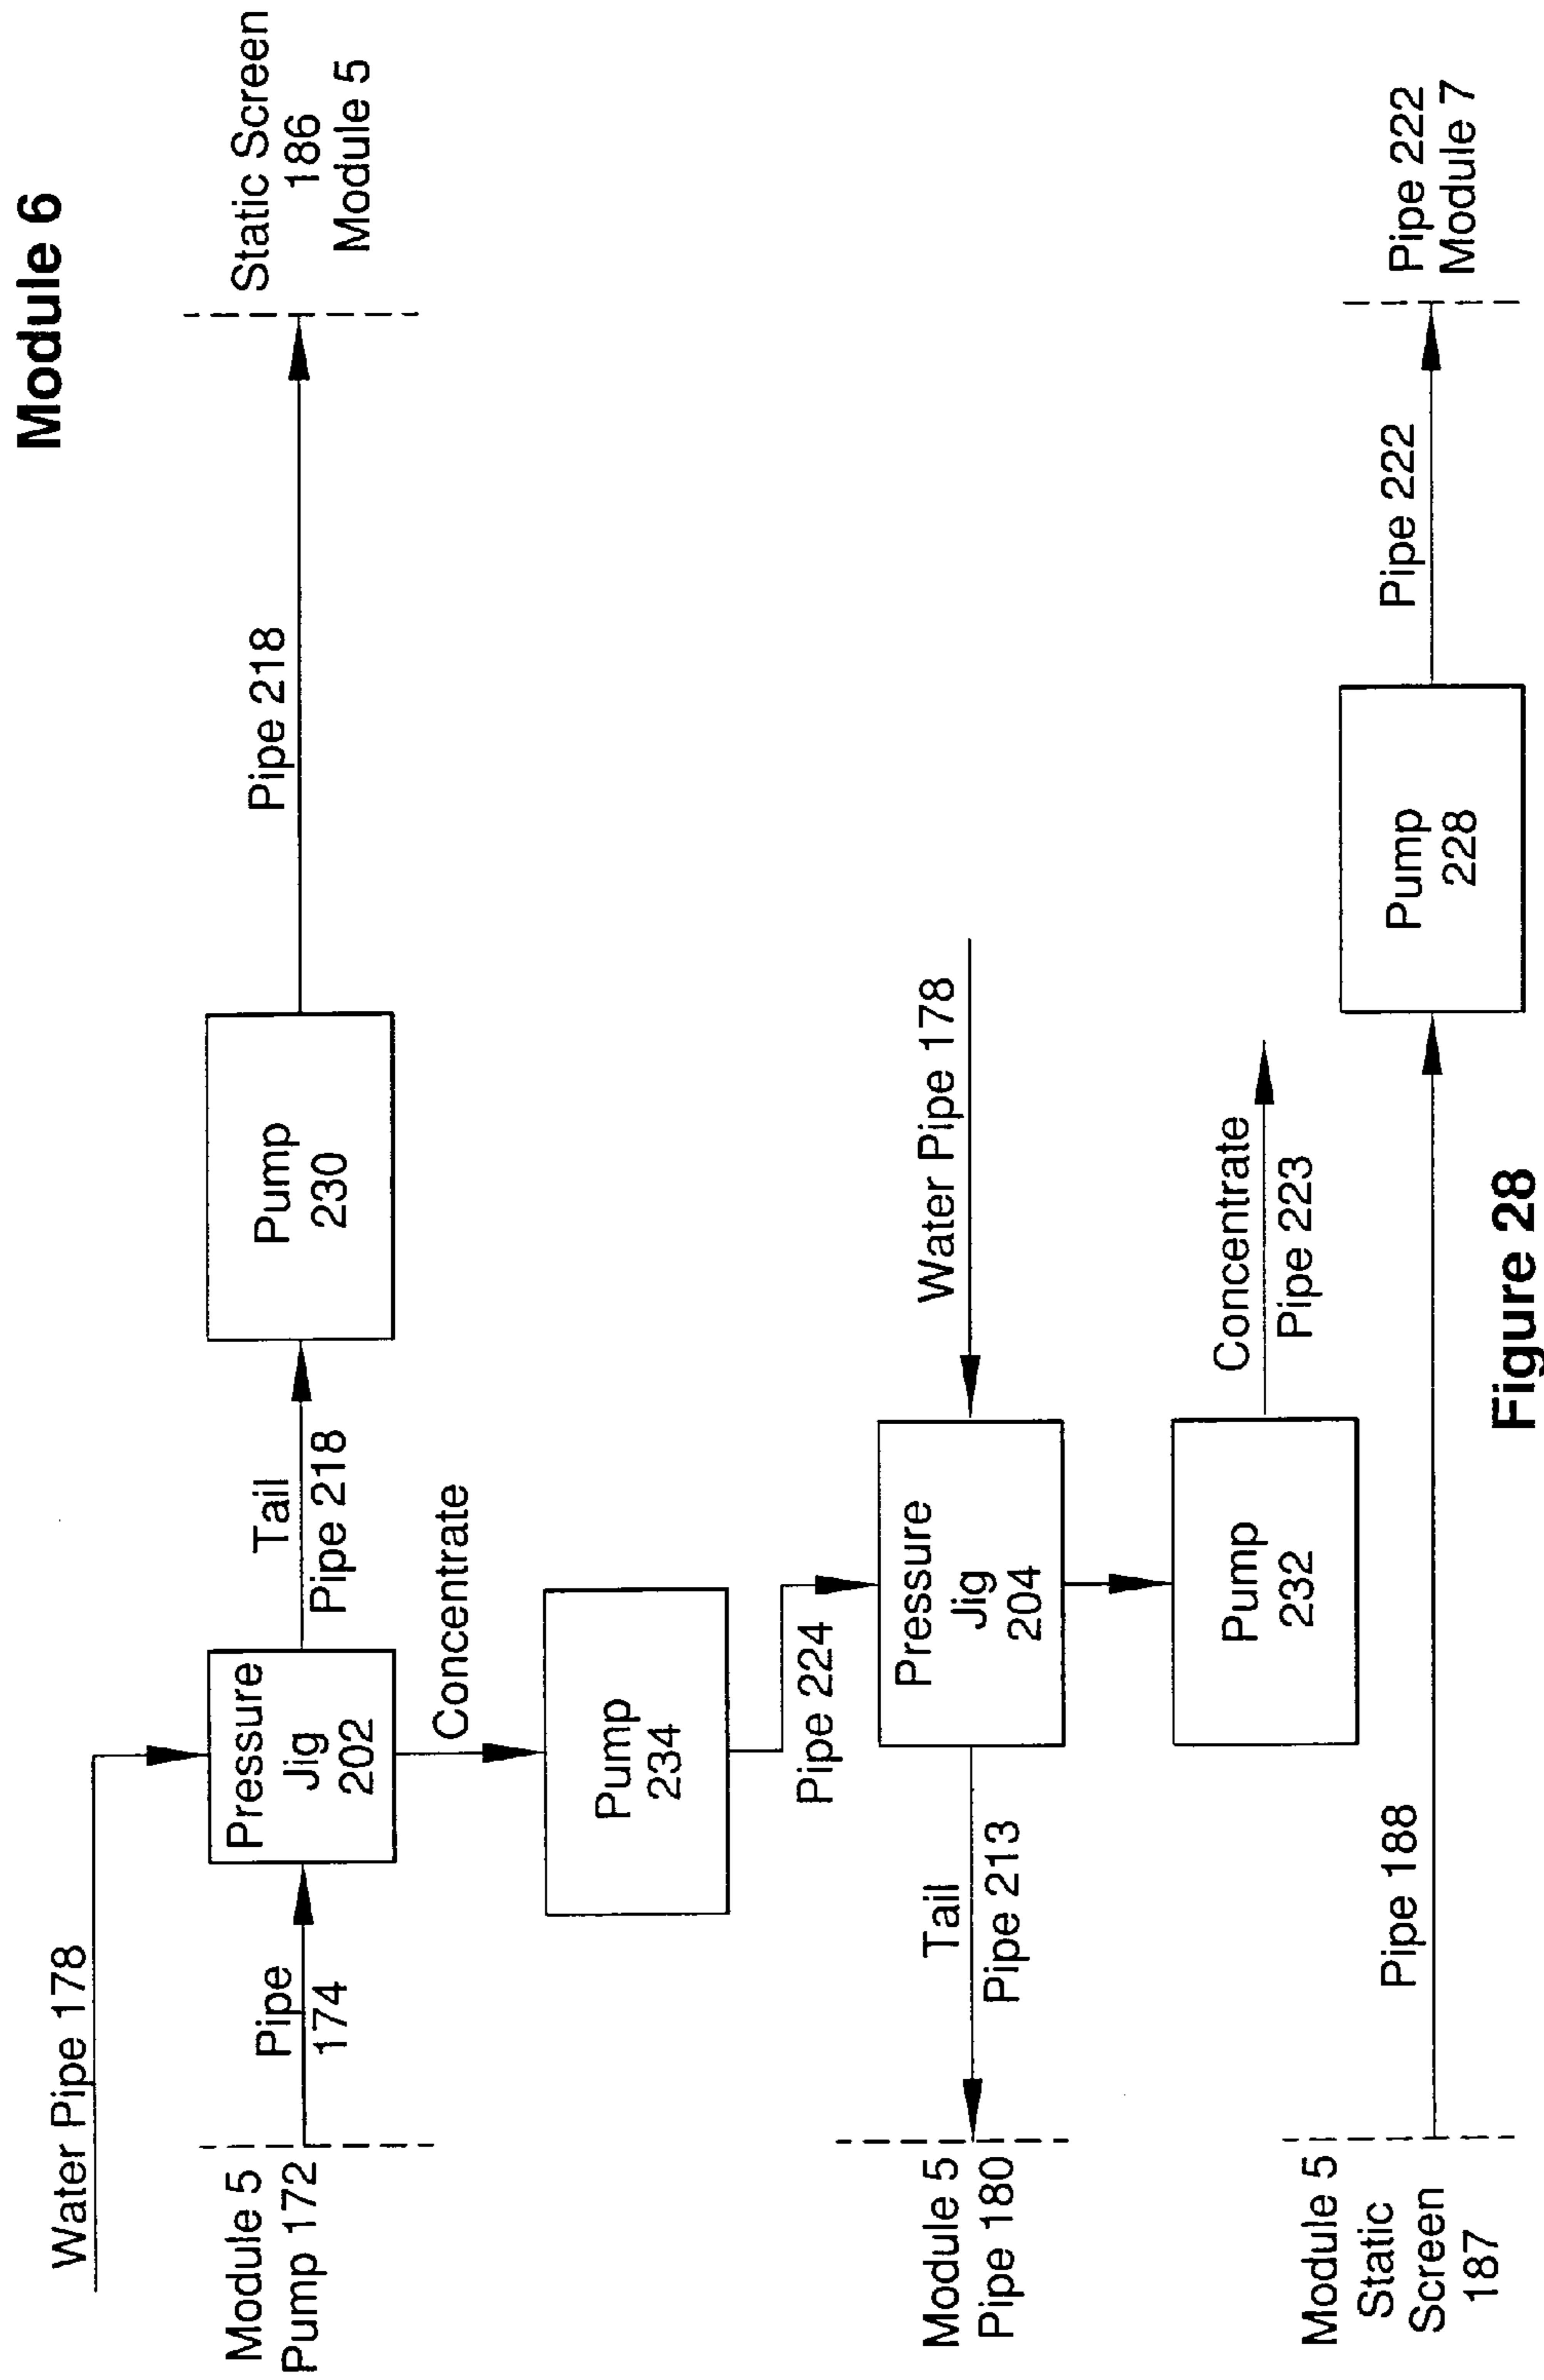 Module 6
Water Pipe 178
Module 5
Pump 172
Pipe
174
Pressure
Jig
202
Tail
Pipe 218
Pump
230
Pipe 218
Static Screen
186
Module 5
Concentrate
Pump
234
Pipe 224
Water Pipe 178
Pressure
Jig
204
Tail
Pipe 213
Module 5
Pipe 180
Pump
232
Concentrate
Pipe 223
Module 5
Static
Screen
187
Pipe 188
Pump
228
Pipe 222
Pipe 222
Module 7
Figure 28